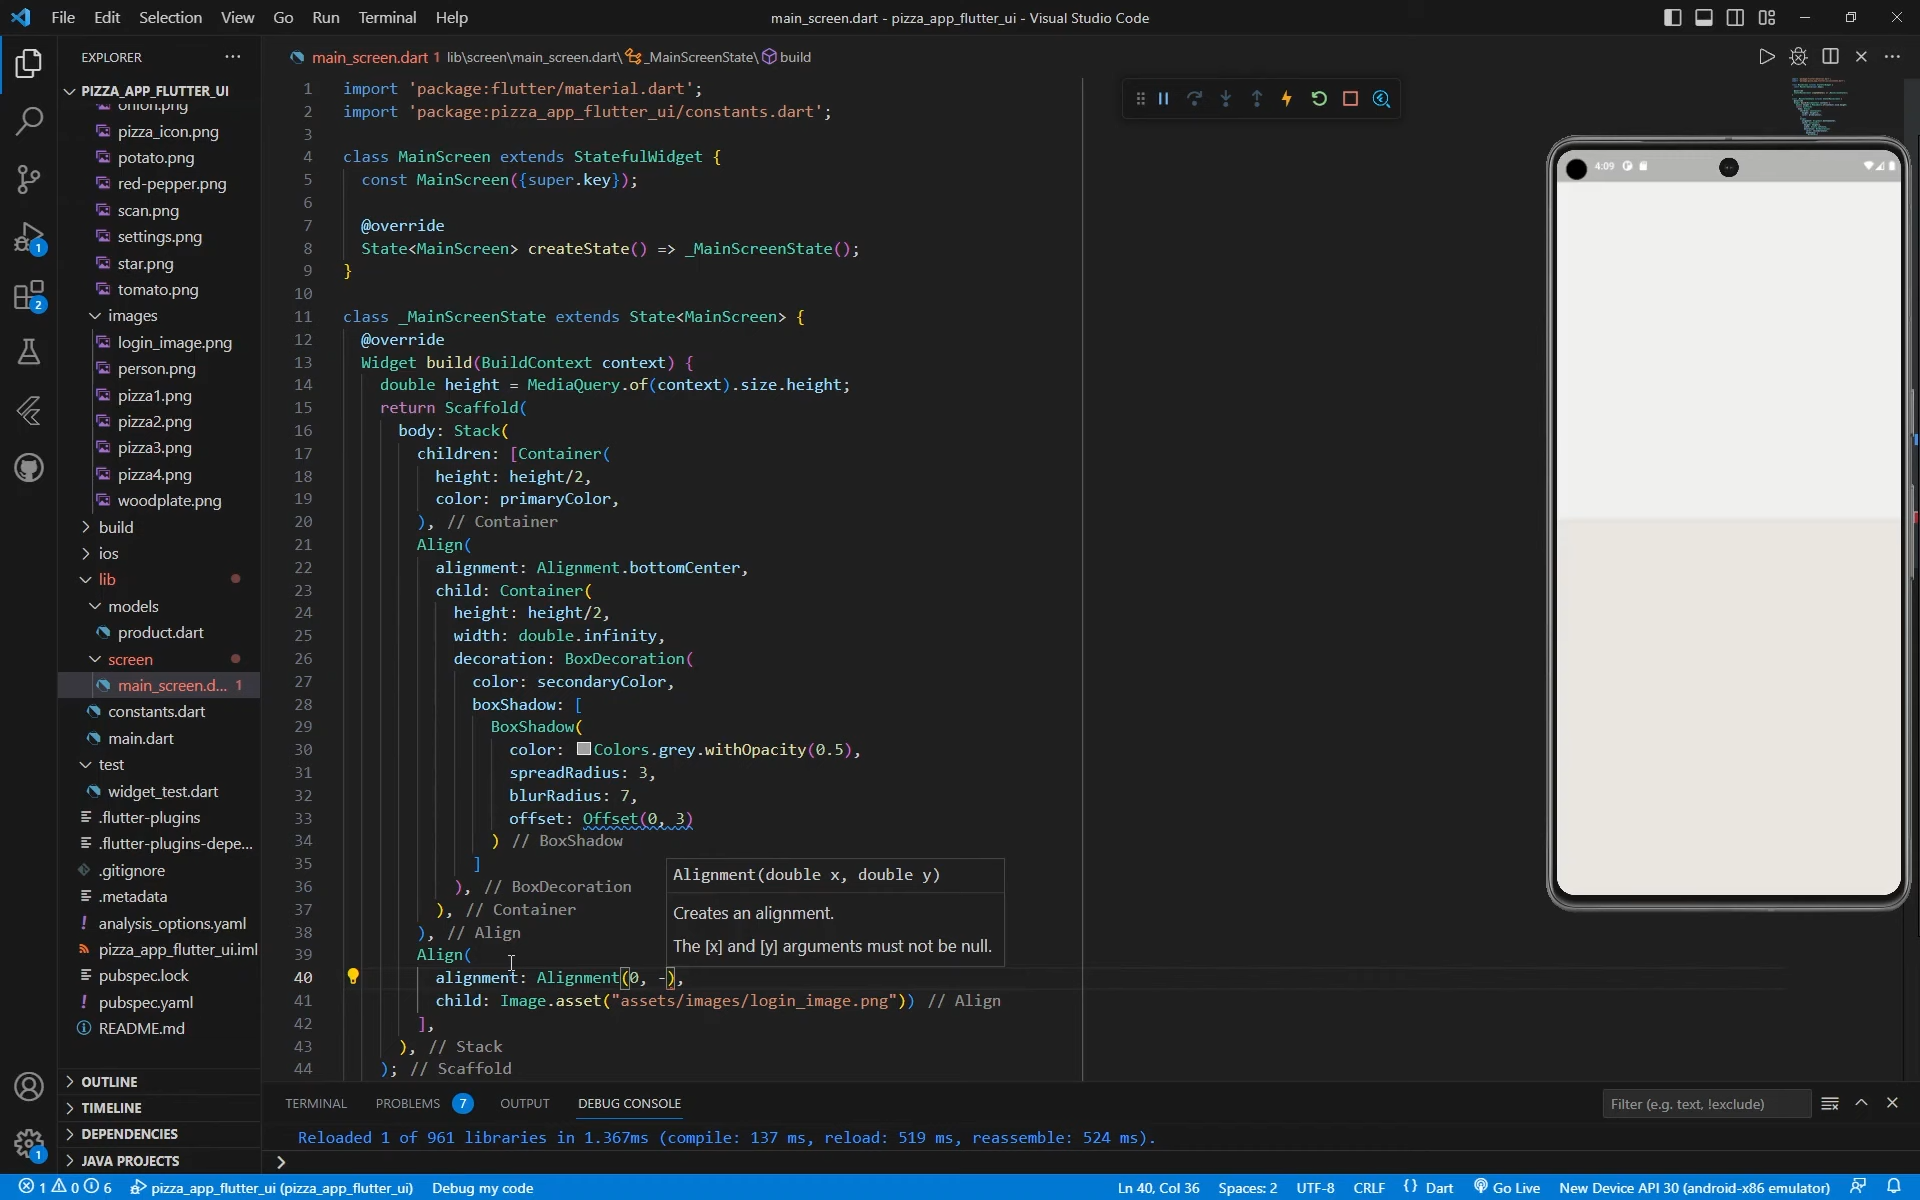 File Edit Selection View Go Run Terminal Help
main_screen.dart - pizza_app_flutter_ui - Visual Studio Code
EXPLORER
PIZZA_APP_FLUTTER_UI
onion.png
pizza_icon.png
potato.png
red-pepper.png
scan.png
settings.png
star.png
tomato.png
images
login_image.png
person.png
pizza1.png
pizza2.png
pizza3.png
pizza4.png
woodplate.png
build
ios
lib
models
product.dart
screen
main_screen.d... 1
constants.dart
main.dart
test
widget_test.dart
.flutter-plugins
.flutter-plugins-depe...
.gitignore
.metadata
analysis_options.yaml
pizza_app_flutter_ui.iml
pubspec.lock
pubspec.yaml
README.md
OUTLINE
TIMELINE
DEPENDENCIES
JAVA PROJECTS
1
2
1
main_screen.dart 1 lib\screen\main_screen.dart\ _MainScreenState\ build
1 import 'package:flutter/material.dart';
2 import 'package:pizza_app_flutter_ui/constants.dart';
3
4 class MainScreen extends StatefulWidget {
5 const MainScreen({super.key});
6
7 @override
8 State<MainScreen> createState() => _MainScreenState();
9 }
10
11 class _MainScreenState extends State<MainScreen> {
12 @override
13 Widget build(BuildContext context) {
14 double height = MediaQuery.of(context).size.height;
15 return Scaffold(
16 body: Stack(
17 children: [Container(
18 height: height/2,
19 color: primaryColor,
20 ), // Container
21 Align(
22 alignment: Alignment.bottomCenter,
23 child: Container(
24 height: height/2,
25 width: double.infinity,
26 decoration: BoxDecoration(
27 color: secondaryColor,
28 boxShadow: [
29 BoxShadow(
30 color: Colors.grey.withOpacity(0.5),
31 spreadRadius: 3,
32 blurRadius: 7,
33 offset: Offset(0, 3)
34 ) // BoxShadow
35 ]
36 ), // BoxDecoration
37 ), // Container
38 ), // Align
39 Align(
40 alignment: Alignment(0, -),
41 child: Image.asset("assets/images/login_image.png")) // Align
42 ],
43 ), // Stack
44 ); // Scaffold
Alignment(double x, double y)
Creates an alignment.
The [x] and [y] arguments must not be null.
4:09
TERMINAL PROBLEMS 7 OUTPUT DEBUG CONSOLE
Filter (e.g. text, !exclude)
Reloaded 1 of 961 libraries in 1.367ms (compile: 137 ms, reload: 519 ms, reassemble: 524 ms).
1 0 6 pizza_app_flutter_ui (pizza_app_flutter_ui) Debug my code
Ln 40, Col 36 Spaces: 2 UTF-8 CRLF {} Dart Go Live New Device API 30 (android-x86 emulator)